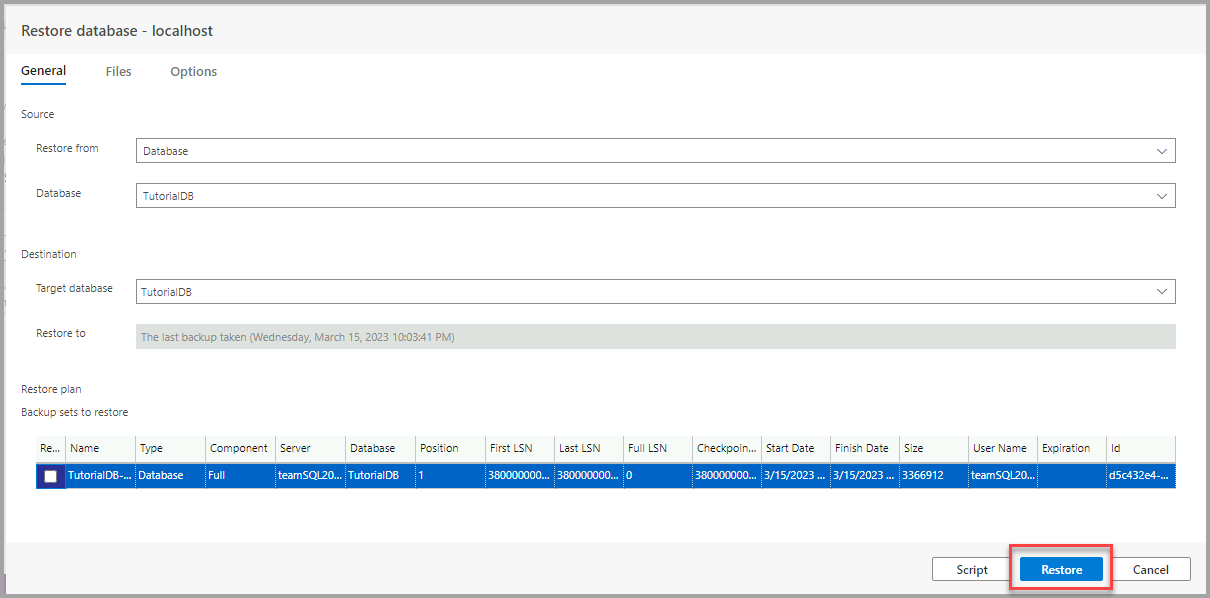 Restore database - localhost
General Files Options
Source
Restore from Database
Database TutorialDB
Destination
Target database TutorialDB
Restore to The last backup taken (Wednesday, March 15, 2023 10:03:41 PM)
Restore plan
Backup sets to restore
Re... Name Type Component Server Database Position First LSN Last LSN Full LSN Checkpoin... Start Date Finish Date Size User Name Expiration Id
TutorialDB-... Database Full teamSQL20... TutorialDB 1 380000000... 380000000... 0 380000000... 3/15/2023 ... 3/15/2023 ... 3366912 teamSQL20... d5c432e4-...
Script Restore Cancel